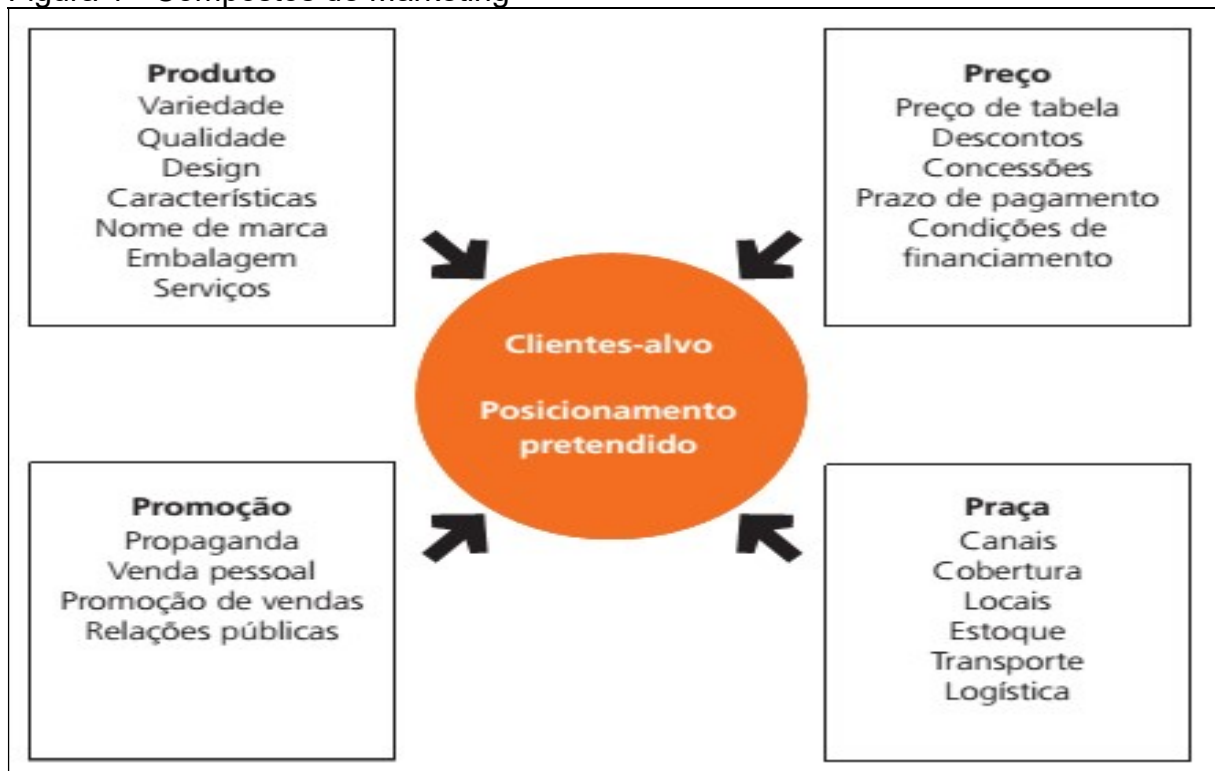 Produto
Variedade
Qualidade
Design
Características
Nome de marca
Embalagem
Serviços
Preço
Preço de tabela
Descontos
Concessões
Prazo de pagamento
Condições de
financiamento
Clientes-alvo
Posicionamento
pretendido
Promoção
Propaganda
Venda pessoal
Promoção de vendas
Relações públicas
Praça
Canais
Cobertura
Locais
Estoque
Transporte
Logística